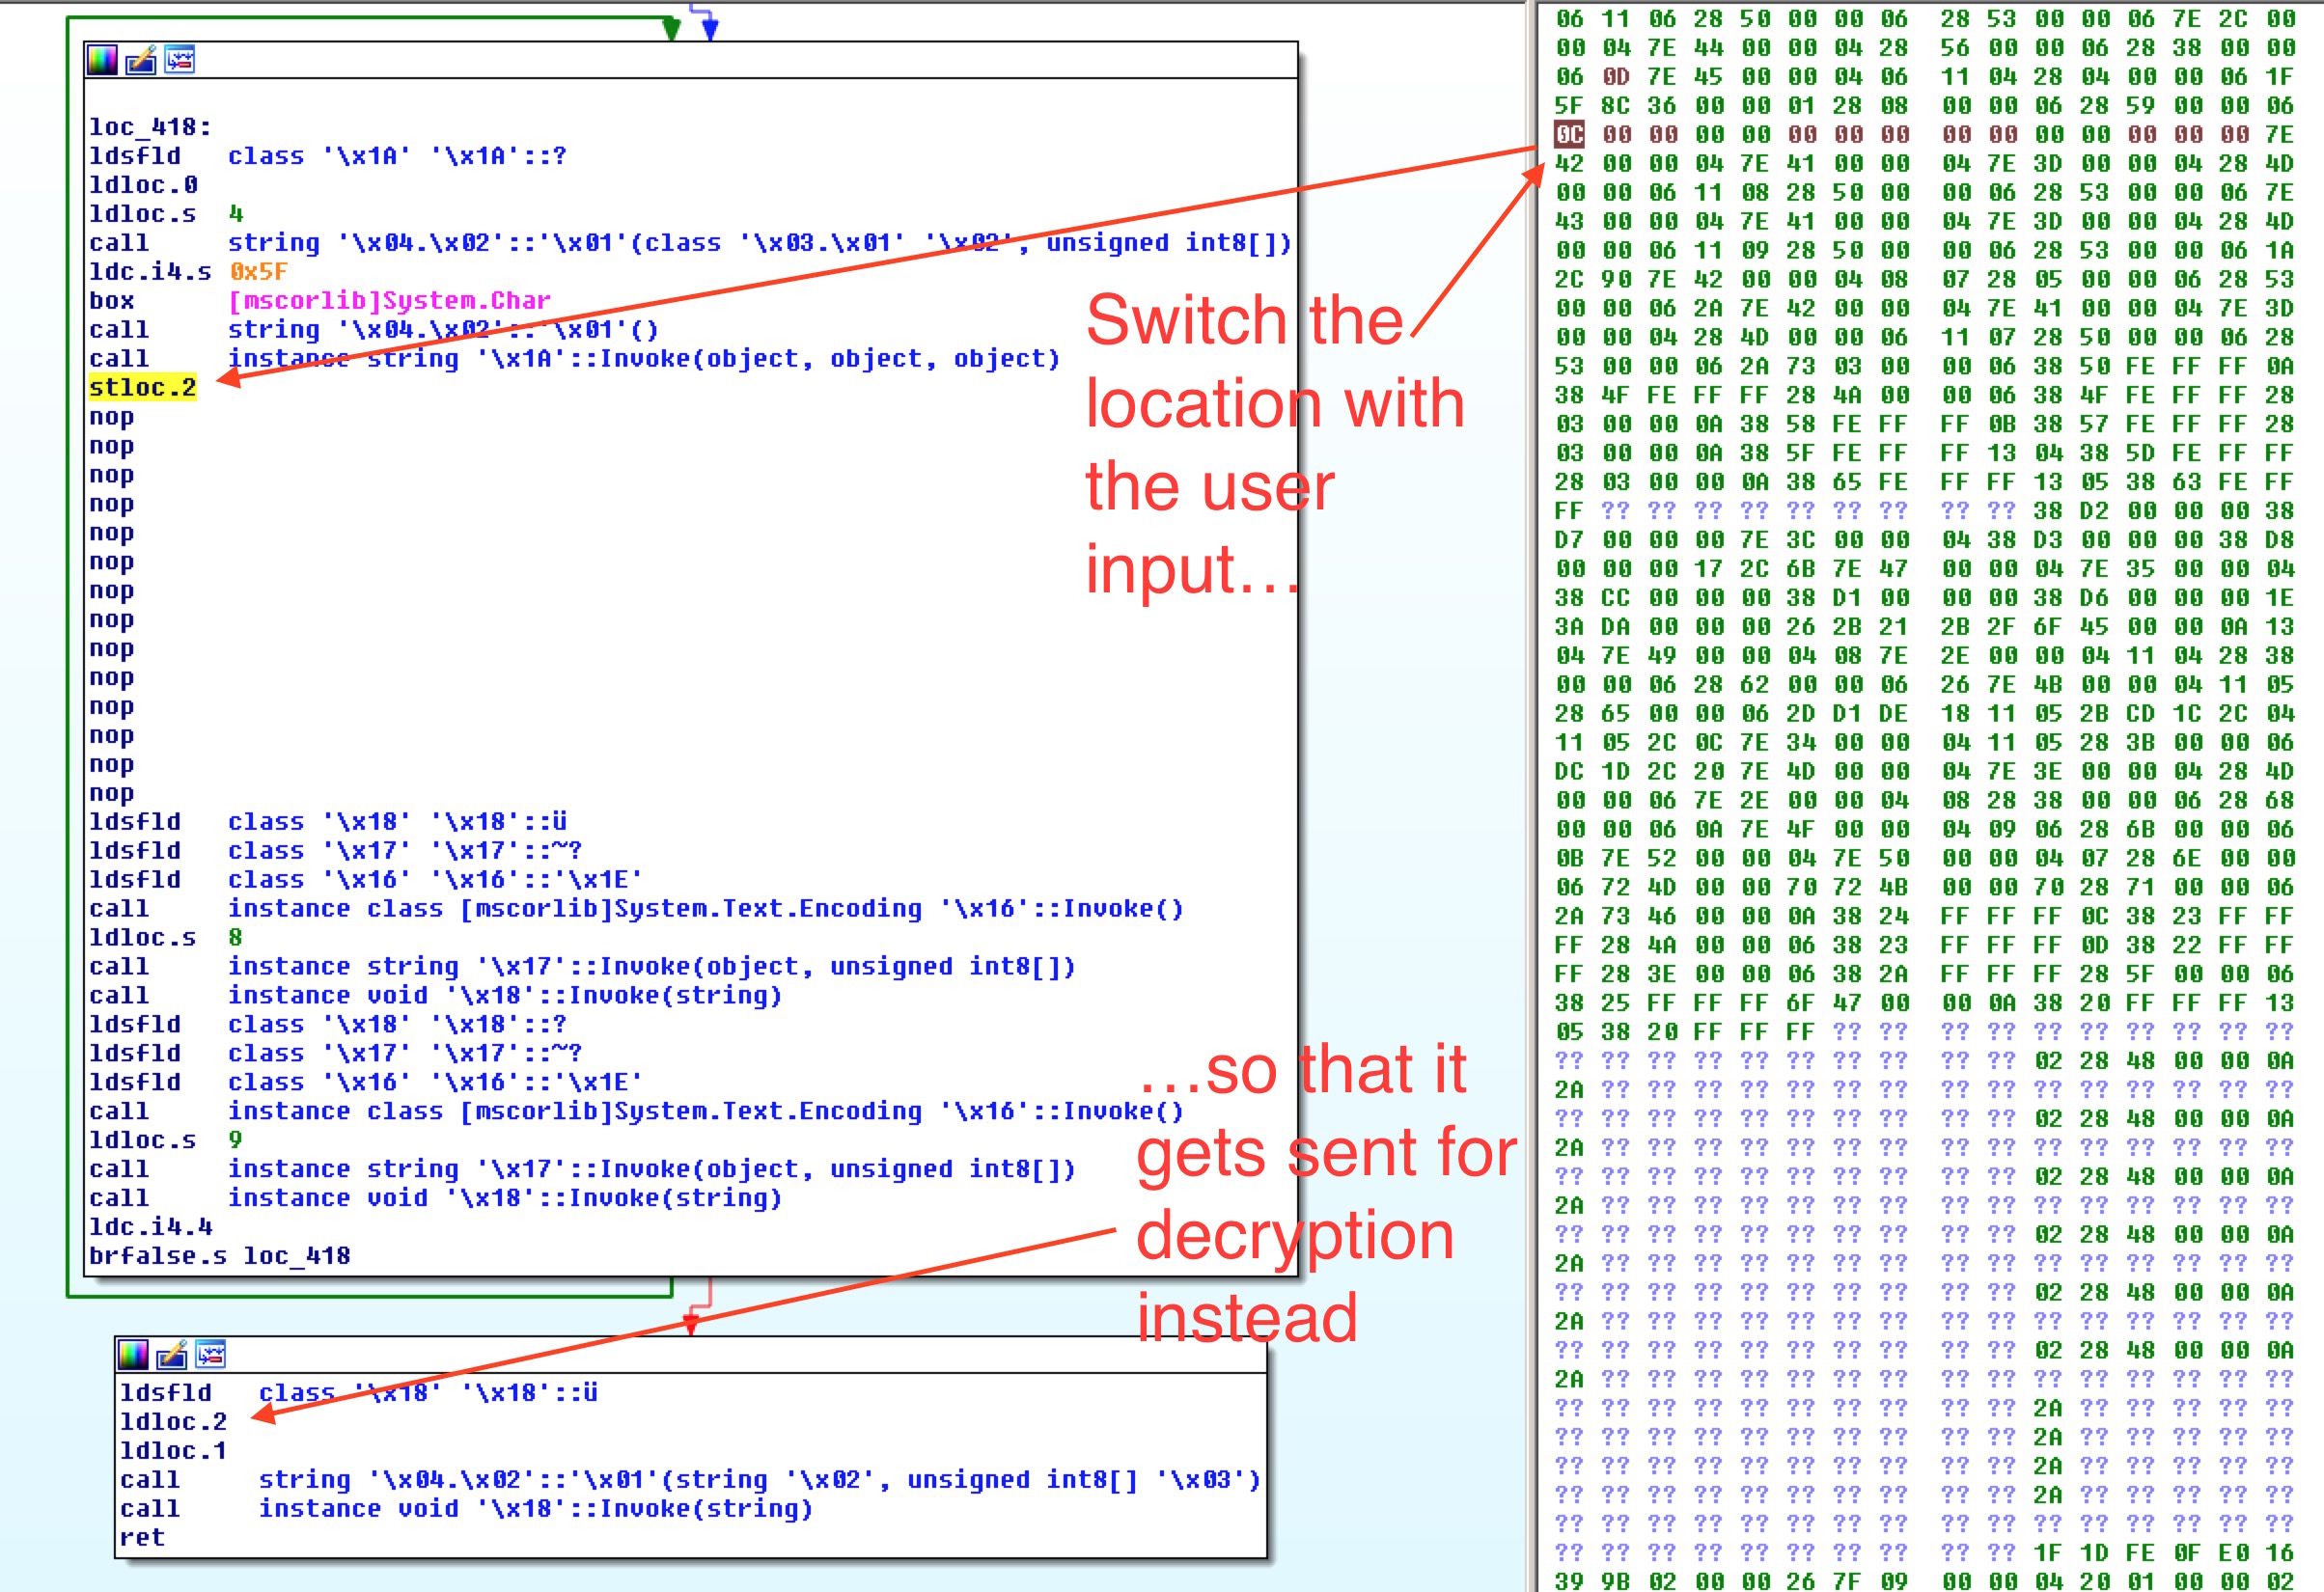 loc_418:
ldsfld class '\x1A' '\x1A'::?
ldloc.0
ldloc.s 4
call string '\x04.\x02'::'\x01'(class '\x03.\x01' '\x02', unsigned int8[])
ldc.i4.s 0x5F
box [mscorlib]System.Char
call string '\x04.\x02'::'\x01'()
call instance string '\x1A'::Invoke(object, object, object)
stloc.2
nop
nop
nop
nop
nop
nop
nop
nop
nop
nop
nop
nop
nop
nop
ldsfld class '\x18' '\x18'::ü
ldsfld class '\x17' '\x17'::~?
ldsfld class '\x16' '\x16'::'\x1E'
call instance class [mscorlib]System.Text.Encoding '\x16'::Invoke()
ldloc.s 8
call instance string '\x17'::Invoke(object, unsigned int8[])
call instance void '\x18'::Invoke(string)
ldsfld class '\x18' '\x18'::?
ldsfld class '\x17' '\x17'::~?
ldsfld class '\x16' '\x16'::'\x1E'
call instance class [mscorlib]System.Text.Encoding '\x16'::Invoke()
ldloc.s 9
call instance string '\x17'::Invoke(object, unsigned int8[])
call instance void '\x18'::Invoke(string)
ldc.i4.4
brfalse.s loc_418
ldsfld class '\x18' '\x18'::ü
ldloc.2
ldloc.1
call string '\x04.\x02'::'\x01'(string '\x02', unsigned int8[] '\x03')
call instance void '\x18'::Invoke(string)
ret
Switch the
location with
the user
input…
…so that it
gets sent for
decryption
instead
06 11 06 28 50 00 00 06 28 53 00 00 06 7E 2C 00
00 04 7E 44 00 00 04 28 56 00 00 06 28 38 00 00
06 0D 7E 45 00 00 04 06 11 04 28 04 00 00 06 1F
5F 8C 36 00 00 01 28 08 00 00 06 28 59 00 00 06
0C 00 00 00 00 00 00 00 00 00 00 00 00 00 00 7E
42 00 00 04 7E 41 00 00 04 7E 3D 00 00 04 28 4D
00 00 06 11 08 28 50 00 00 06 28 53 00 00 06 7E
43 00 00 04 7E 41 00 00 04 7E 3D 00 00 04 28 4D
00 00 06 11 09 28 50 00 00 06 28 53 00 00 06 1A
2C 90 7E 42 00 00 04 08 07 28 05 00 00 06 28 53
00 00 06 2A 7E 42 00 00 04 7E 41 00 00 04 7E 3D
00 00 04 28 4D 00 00 06 11 07 28 50 00 00 06 28
53 00 00 06 2A 73 03 00 00 06 38 50 FE FF FF 0A
38 4F FE FF FF 28 4A 00 00 06 38 4F FE FF FF 28
03 00 00 0A 38 58 FE FF FF 0B 38 57 FE FF FF 28
03 00 00 0A 38 5F FE FF FF 13 04 38 5D FE FF FF
28 03 00 00 0A 38 65 FE FF FF 13 05 38 63 FE FF
FF ?? ?? ?? ?? ?? ?? ?? ?? ?? 38 D2 00 00 00 38
D7 00 00 00 7E 3C 00 00 04 38 D3 00 00 00 38 D8
00 00 00 17 2C 6B 7E 47 00 00 04 7E 35 00 00 04
38 CC 00 00 00 38 D1 00 00 00 38 D6 00 00 00 1E
3A DA 00 00 00 26 2B 21 2B 2F 6F 45 00 00 0A 13
04 7E 49 00 00 04 08 7E 2E 00 00 04 11 04 28 38
00 00 06 28 62 00 00 06 26 7E 4B 00 00 04 11 05
28 65 00 00 06 2D D1 DE 18 11 05 2B CD 1C 2C 04
11 05 2C 0C 7E 34 00 00 04 11 05 28 3B 00 00 06
DC 1D 2C 20 7E 4D 00 00 04 7E 3E 00 00 04 28 4D
00 00 06 7E 2E 00 00 04 08 28 38 00 00 06 28 68
00 00 06 0A 7E 4F 00 00 04 09 06 28 6B 00 00 06
0B 7E 52 00 00 04 7E 50 00 00 04 07 28 6E 00 00
06 72 4D 00 00 70 72 4B 00 00 70 28 71 00 00 06
2A 73 46 00 00 0A 38 24 FF FF FF 0C 38 23 FF FF
FF 28 4A 00 00 06 38 23 FF FF FF 0D 38 22 FF FF
FF 28 3E 00 00 06 38 2A FF FF FF 28 5F 00 00 06
38 25 FF FF FF 6F 47 00 00 0A 38 20 FF FF FF 13
05 38 20 FF FF FF ?? ?? ?? ?? ?? ?? ?? ?? ?? ??
?? ?? ?? ?? ?? ?? ?? ?? ?? ?? 02 28 48 00 00 0A
2A ?? ?? ?? ?? ?? ?? ?? ?? ?? ?? ?? ?? ?? ?? ??
?? ?? ?? ?? ?? ?? ?? ?? ?? ?? 02 28 48 00 00 0A
2A ?? ?? ?? ?? ?? ?? ?? ?? ?? ?? ?? ?? ?? ?? ??
?? ?? ?? ?? ?? ?? ?? ?? ?? ?? 02 28 48 00 00 0A
2A ?? ?? ?? ?? ?? ?? ?? ?? ?? ?? ?? ?? ?? ?? ??
?? ?? ?? ?? ?? ?? ?? ?? ?? ?? 02 28 48 00 00 0A
2A ?? ?? ?? ?? ?? ?? ?? ?? ?? ?? ?? ?? ?? ?? ??
?? ?? ?? ?? ?? ?? ?? ?? ?? ?? 02 28 48 00 00 0A
2A ?? ?? ?? ?? ?? ?? ?? ?? ?? ?? ?? ?? ?? ?? ??
?? ?? ?? ?? ?? ?? ?? ?? ?? ?? 02 28 48 00 00 0A
2A ?? ?? ?? ?? ?? ?? ?? ?? ?? ?? ?? ?? ?? ?? ??
?? ?? ?? ?? ?? ?? ?? ?? ?? ?? 2A ?? ?? ?? ?? ??
?? ?? ?? ?? ?? ?? ?? ?? ?? ?? 2A ?? ?? ?? ?? ??
?? ?? ?? ?? ?? ?? ?? ?? ?? ?? 2A ?? ?? ?? ?? ??
?? ?? ?? ?? ?? ?? ?? ?? ?? ?? 2A ?? ?? ?? ?? ??
?? ?? ?? ?? ?? ?? ?? ?? ?? ?? ?? ?? ?? ?? ?? ??
?? ?? ?? ?? ?? ?? ?? ?? ?? ?? 1F 1D FE 0F E0 16
39 9B 02 00 00 26 7F 09 00 00 04 20 01 00 00 02